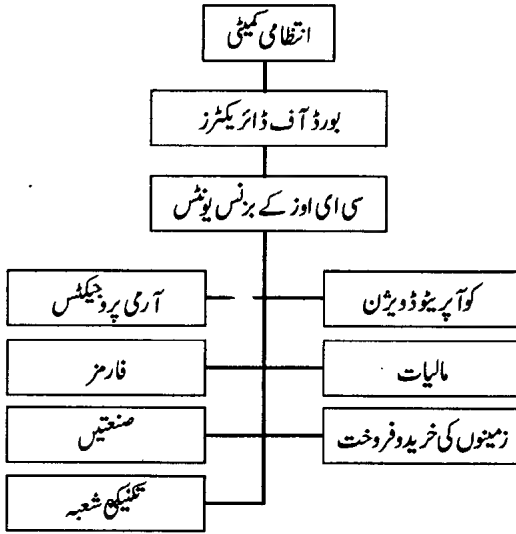 انتظامی کمیٹی
بورڈ آف ڈائریکٹرز
سی ای اوز کے بزنس یونٹس
کوآپریٹو ڈویژن
آرمی پروجیکٹس
مالیات
فارمز
زمینوں کی خرید و فروخت
صنعتیں
تکنیکی شعبہ